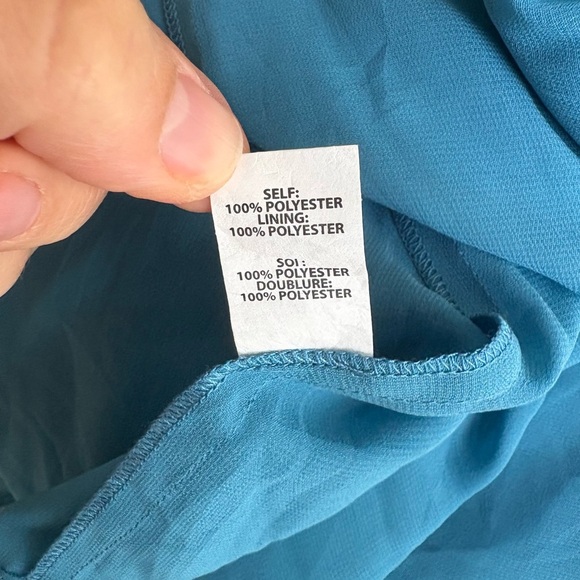 SELF:
100% POLYESTER
LINING:
100% POLYESTER
SOI :
100% POLYESTER
DOUBLURE:
100% POLYESTER